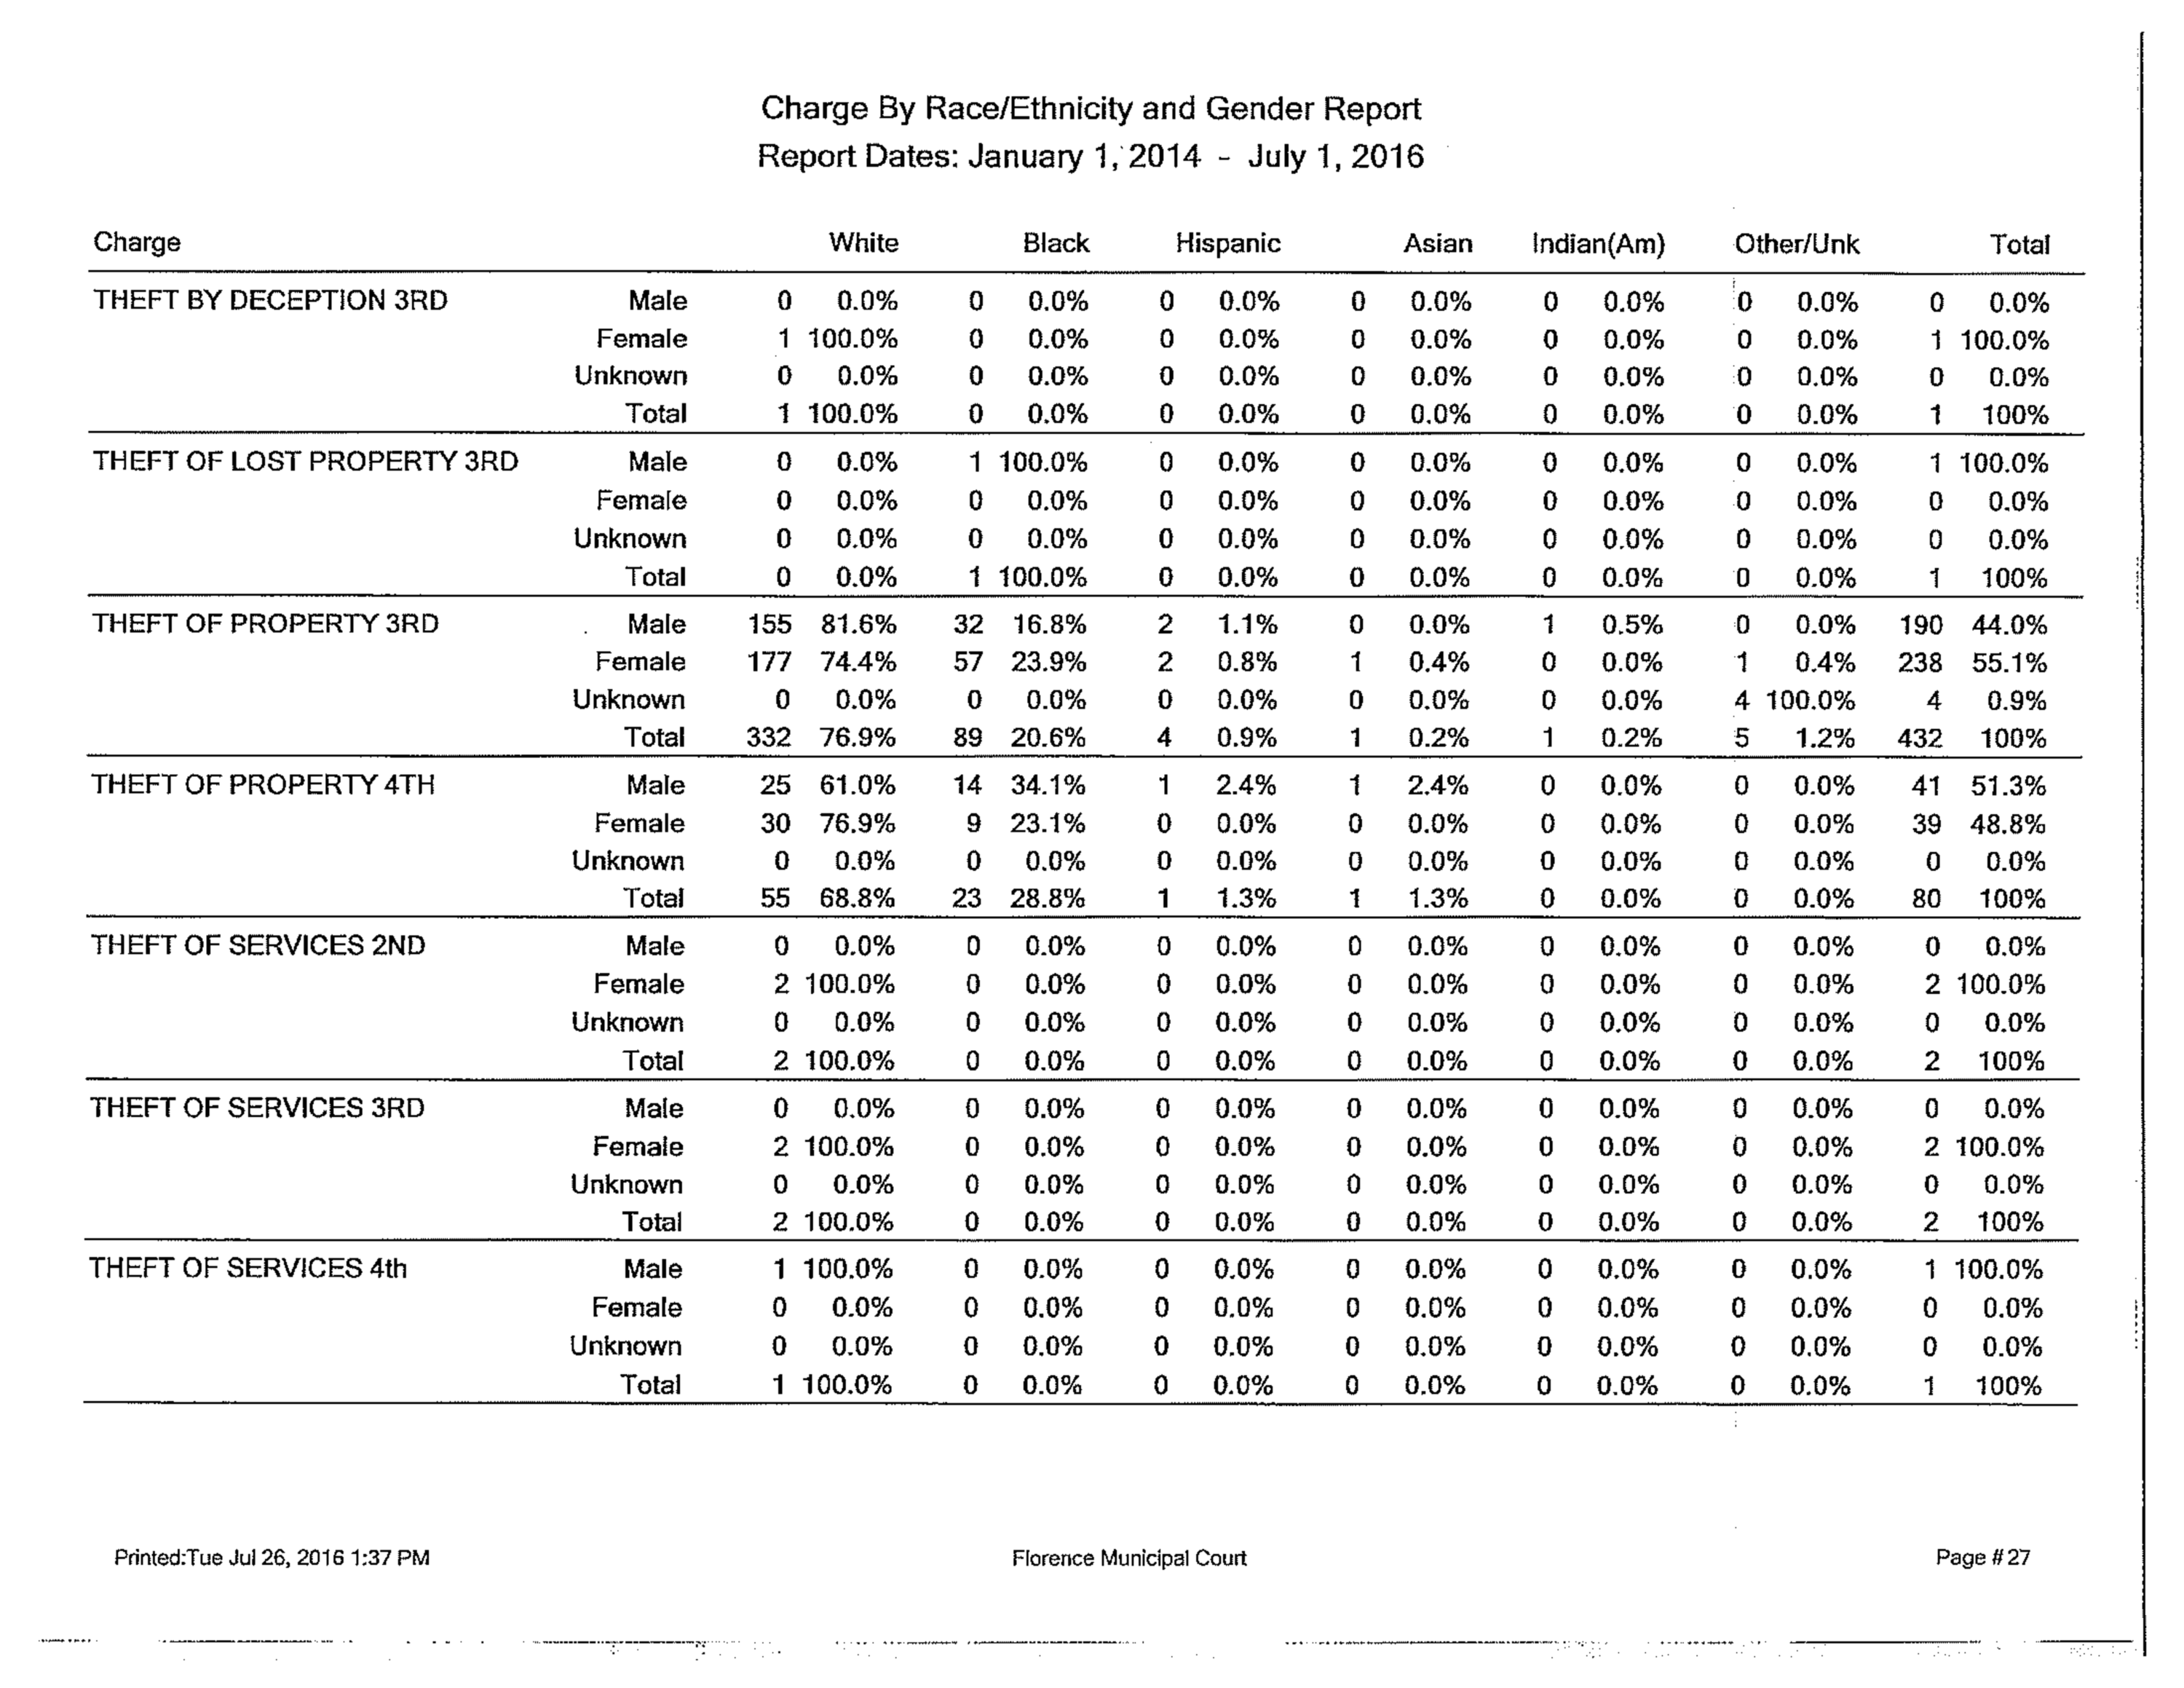 Charge By Race/Ethnicity and Gender Report
Report Dates: January 1, 2014 - July 1, 2016
Charge White Black Hispanic Asian Indian(Am) Other/Unk Total
THEFT BY DECEPTION 3RD Male 0 0.0% 0 0.0% 0 0.0% 0 0.0% 0 0.0% 0 0.0% 0 0.0%
Female 1 100.0% 0 0.0% 0 0.0% 0 0.0% 0 0.0% 0 0.0% 1 100.0%
Unknown 0 0.0% 0 0.0% 0 0.0% 0 0.0% 0 0.0% 0 0.0% 0 0.0%
Total 1 100.0% 0 0.0% 0 0.0% 0 0.0% 0 0.0% 0 0.0% 1 100%
THEFT OF LOST PROPERTY 3RD Male 0 0.0% 1 100.0% 0 0.0% 0 0.0% 0 0.0% 0 0.0% 1 100.0%
Female 0 0.0% 0 0.0% 0 0.0% 0 0.0% 0 0.0% 0 0.0% 0 0.0%
Unknown 0 0.0% 0 0.0% 0 0.0% 0 0.0% 0 0.0% 0 0.0% 0 0.0%
Total 0 0.0% 1 100.0% 0 0.0% 0 0.0% 0 0.0% 0 0.0% 1 100%
THEFT OF PROPERTY 3RD Male 155 81.6% 32 16.8% 2 1.1% 0 0.0% 1 0.5% 0 0.0% 190 44.0%
Female 177 74.4% 57 23.9% 2 0.8% 1 0.4% 0 0.0% 1 0.4% 238 55.1%
Unknown 0 0.0% 0 0.0% 0 0.0% 0 0.0% 0 0.0% 4 100.0% 4 0.9%
Total 332 76.9% 89 20.6% 4 0.9% 1 0.2% 1 0.2% 5 1.2% 432 100%
THEFT OF PROPERTY 4TH Male 25 61.0% 14 34.1% 1 2.4% 1 2.4% 0 0.0% 0 0.0% 41 51.3%
Female 30 76.9% 9 23.1% 0 0.0% 0 0.0% 0 0.0% 0 0.0% 39 48.8%
Unknown 0 0.0% 0 0.0% 0 0.0% 0 0.0% 0 0.0% 0 0.0% 0 0.0%
Total 55 68.8% 23 28.8% 1 1.3% 1 1.3% 0 0.0% 0 0.0% 80 100%
THEFT OF SERVICES 2ND Male 0 0.0% 0 0.0% 0 0.0% 0 0.0% 0 0.0% 0 0.0% 0 0.0%
Female 2 100.0% 0 0.0% 0 0.0% 0 0.0% 0 0.0% 0 0.0% 2 100.0%
Unknown 0 0.0% 0 0.0% 0 0.0% 0 0.0% 0 0.0% 0 0.0% 0 0.0%
Total 2 100.0% 0 0.0% 0 0.0% 0 0.0% 0 0.0% 0 0.0% 2 100%
THEFT OF SERVICES 3RD Male 0 0.0% 0 0.0% 0 0.0% 0 0.0% 0 0.0% 0 0.0% 0 0.0%
Female 2 100.0% 0 0.0% 0 0.0% 0 0.0% 0 0.0% 0 0.0% 2 100.0%
Unknown 0 0.0% 0 0.0% 0 0.0% 0 0.0% 0 0.0% 0 0.0% 0 0.0%
Total 2 100.0% 0 0.0% 0 0.0% 0 0.0% 0 0.0% 0 0.0% 2 100%
THEFT OF SERVICES 4th Male 1 100.0% 0 0.0% 0 0.0% 0 0.0% 0 0.0% 0 0.0% 1 100.0%
Female 0 0.0% 0 0.0% 0 0.0% 0 0.0% 0 0.0% 0 0.0% 0 0.0%
Unknown 0 0.0% 0 0.0% 0 0.0% 0 0.0% 0 0.0% 0 0.0% 0 0.0%
Total 1 100.0% 0 0.0% 0 0.0% 0 0.0% 0 0.0% 0 0.0% 1 100%
Printed:Tue Jul 26, 2016 1:37 PM Florence Municipal Court Page # 27